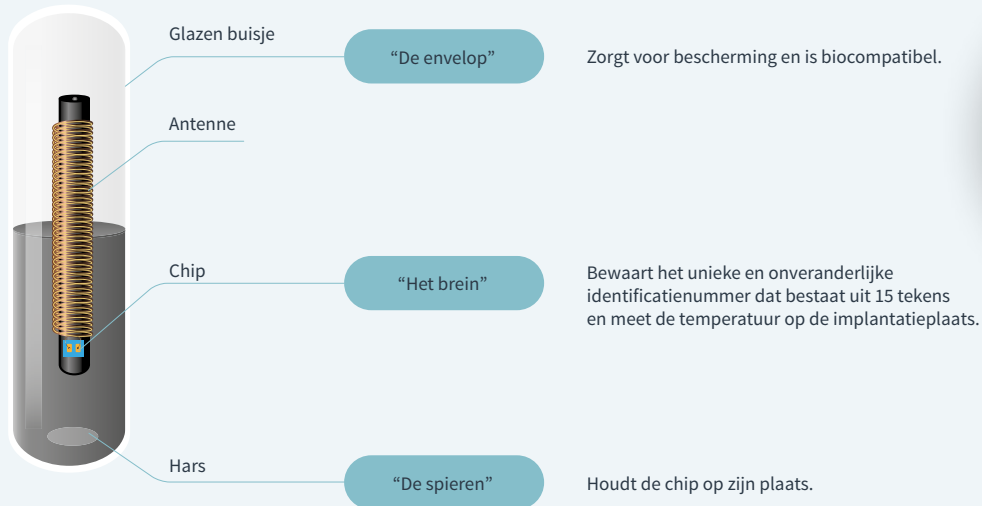 Glazen buisje
“De envelop”
Zorgt voor bescherming en is biocompatibel.
Antenne
Chip
“Het brein”
Bewaart het unieke en onveranderlijke
identificatienummer dat bestaat uit 15 tekens
en meet de temperatuur op de implantatieplaats.
Hars
“De spieren”
Houdt de chip op zijn plaats.